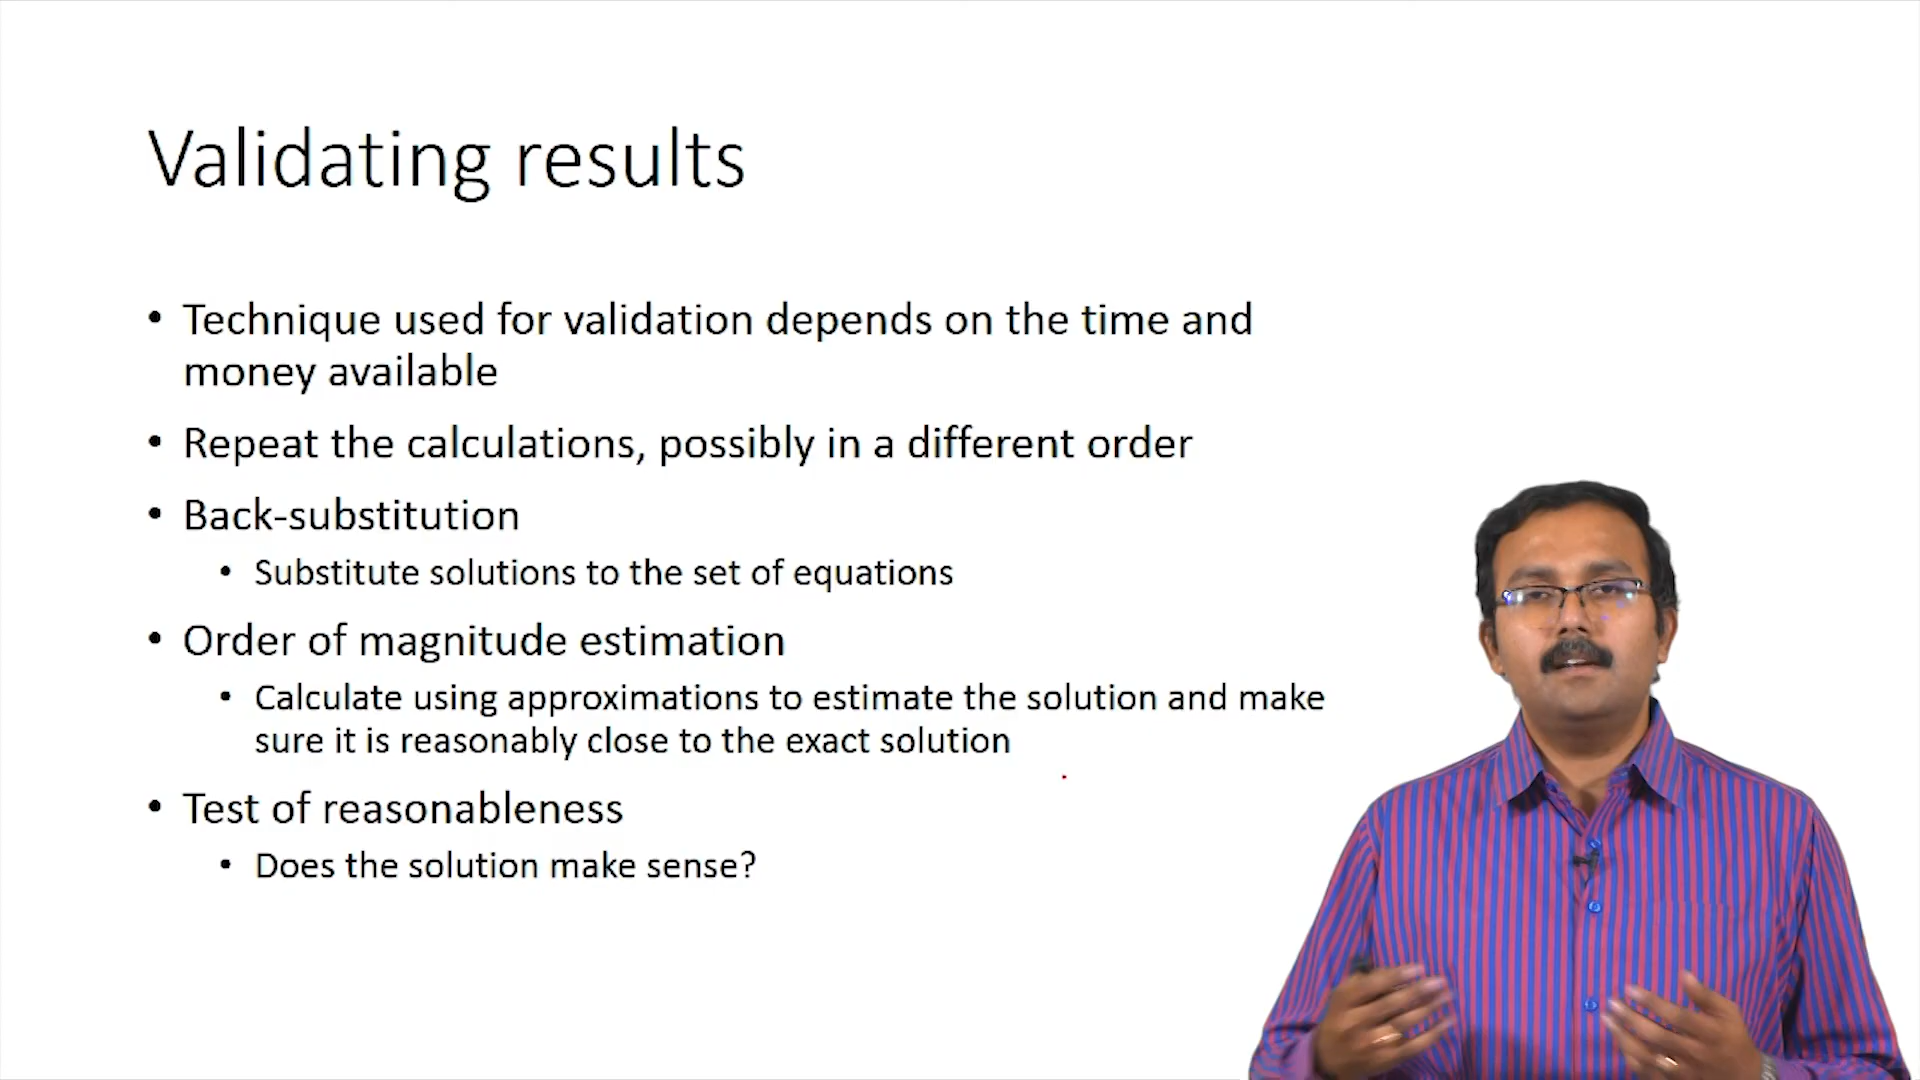 Validating results
• Technique used for validation depends on the time and
money available
• Repeat the calculations, possibly in a different order
• Back-substitution
• Substitute solutions to the set of equations
• Order of magnitude estimation
• Calculate using approximations to estimate the solution and make
sure it is reasonably close to the exact solution
• Test of reasonableness
• Does the solution make sense?